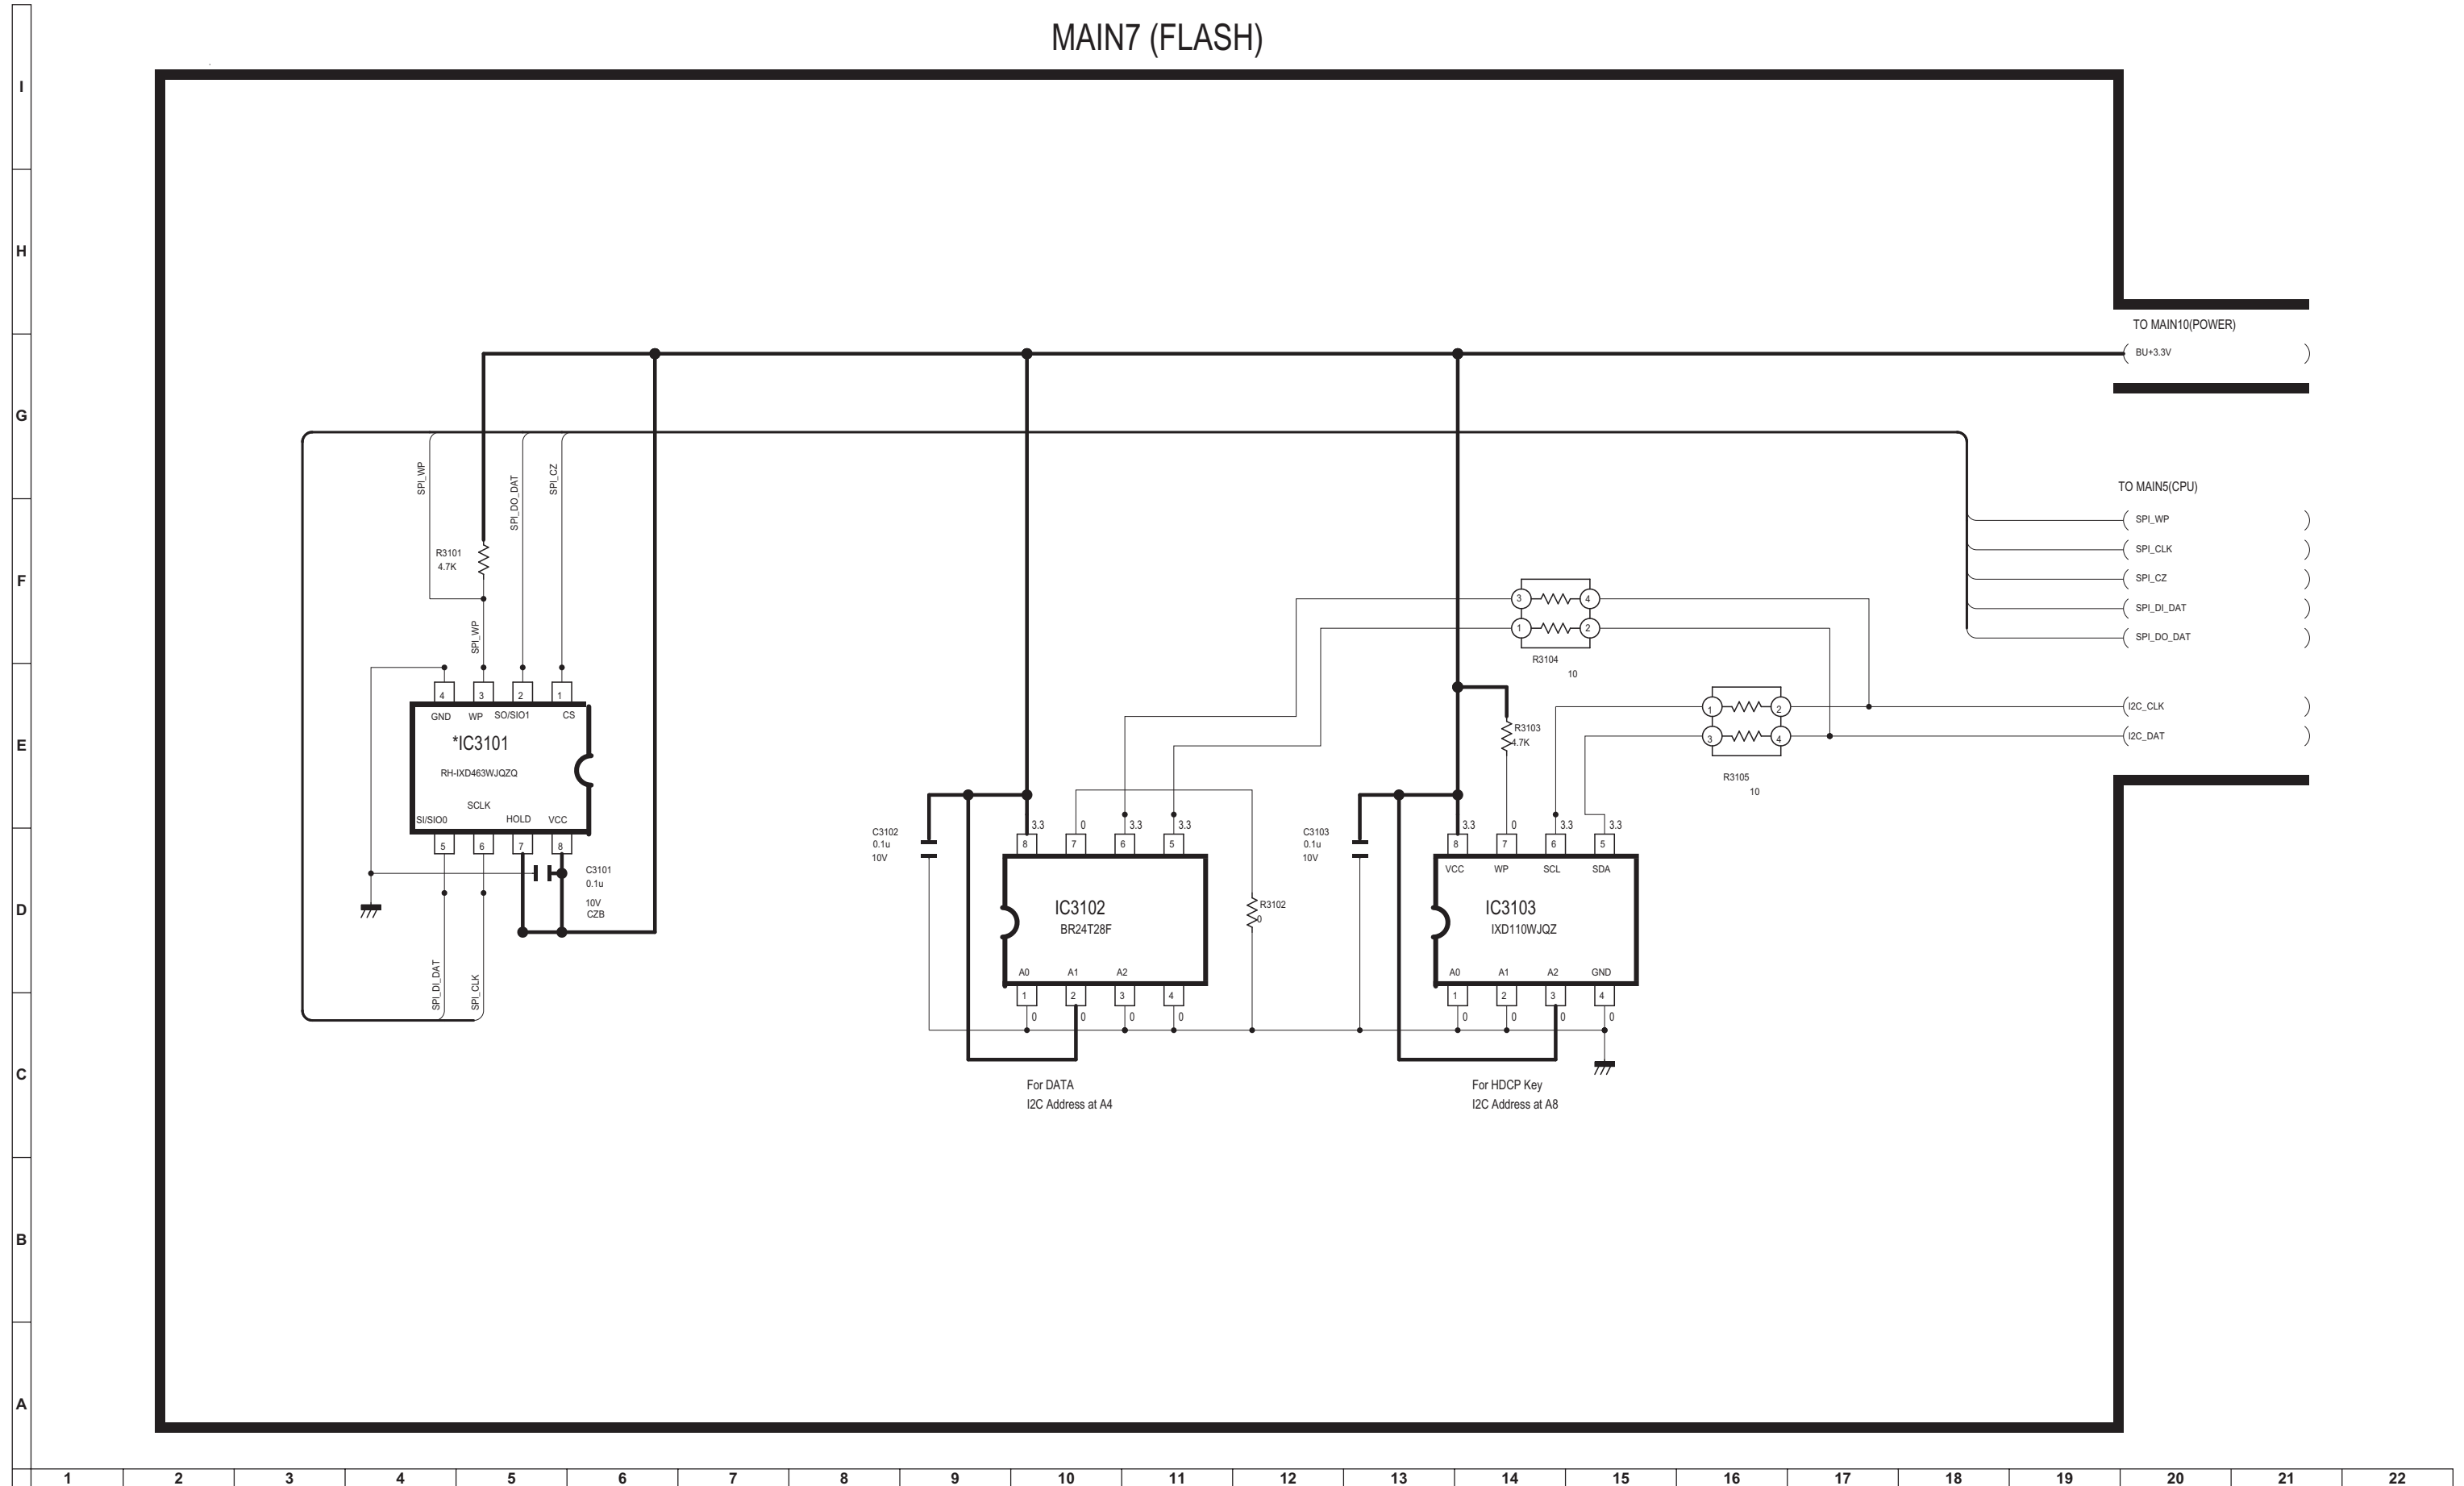 MAIN7 (FLASH)
I
H
G
F
E
D
C
B
A
TO MAIN10(POWER)
BU+3.3V
TO MAIN5(CPU)
SPI_WP
SPI_CLK
SPI_CZ
SPI_DI_DAT
SPI_DO_DAT
I2C_CLK
I2C_DAT
SPI_WP
SPI_DO_DAT
SPI_CZ
R3101
4.7K
SPI_WP
4 3 2 1
GND WP SO/SIO1 CS
*IC3101
RH-IXD463WJQZQ
SCLK
SI/SIO0 HOLD VCC
5 6 7 8
C3101
0.1u
10V
CZB
SPI_DI_DAT
SPI_CLK
C3102
0.1u
10V
3.3 0 3.3 3.3
8 7 6 5
IC3102
BR24T28F
A0 A1 A2
1 2 3 4
0 0 0 0
R3102
0
For DATA
I2C Address at A4
3 4
1 2
R3104
10
R3103
4.7K
1 2
3 4
R3105
10
C3103
0.1u
10V
3.3 0 3.3 3.3
8 7 6 5
VCC WP SCL SDA
IC3103
IXD110WJQZ
A0 A1 A2 GND
1 2 3 4
0 0 0 0
For HDCP Key
I2C Address at A8
1 2 3 4 5 6 7 8 9 10 11 12 13 14 15 16 17 18 19 20 21 22